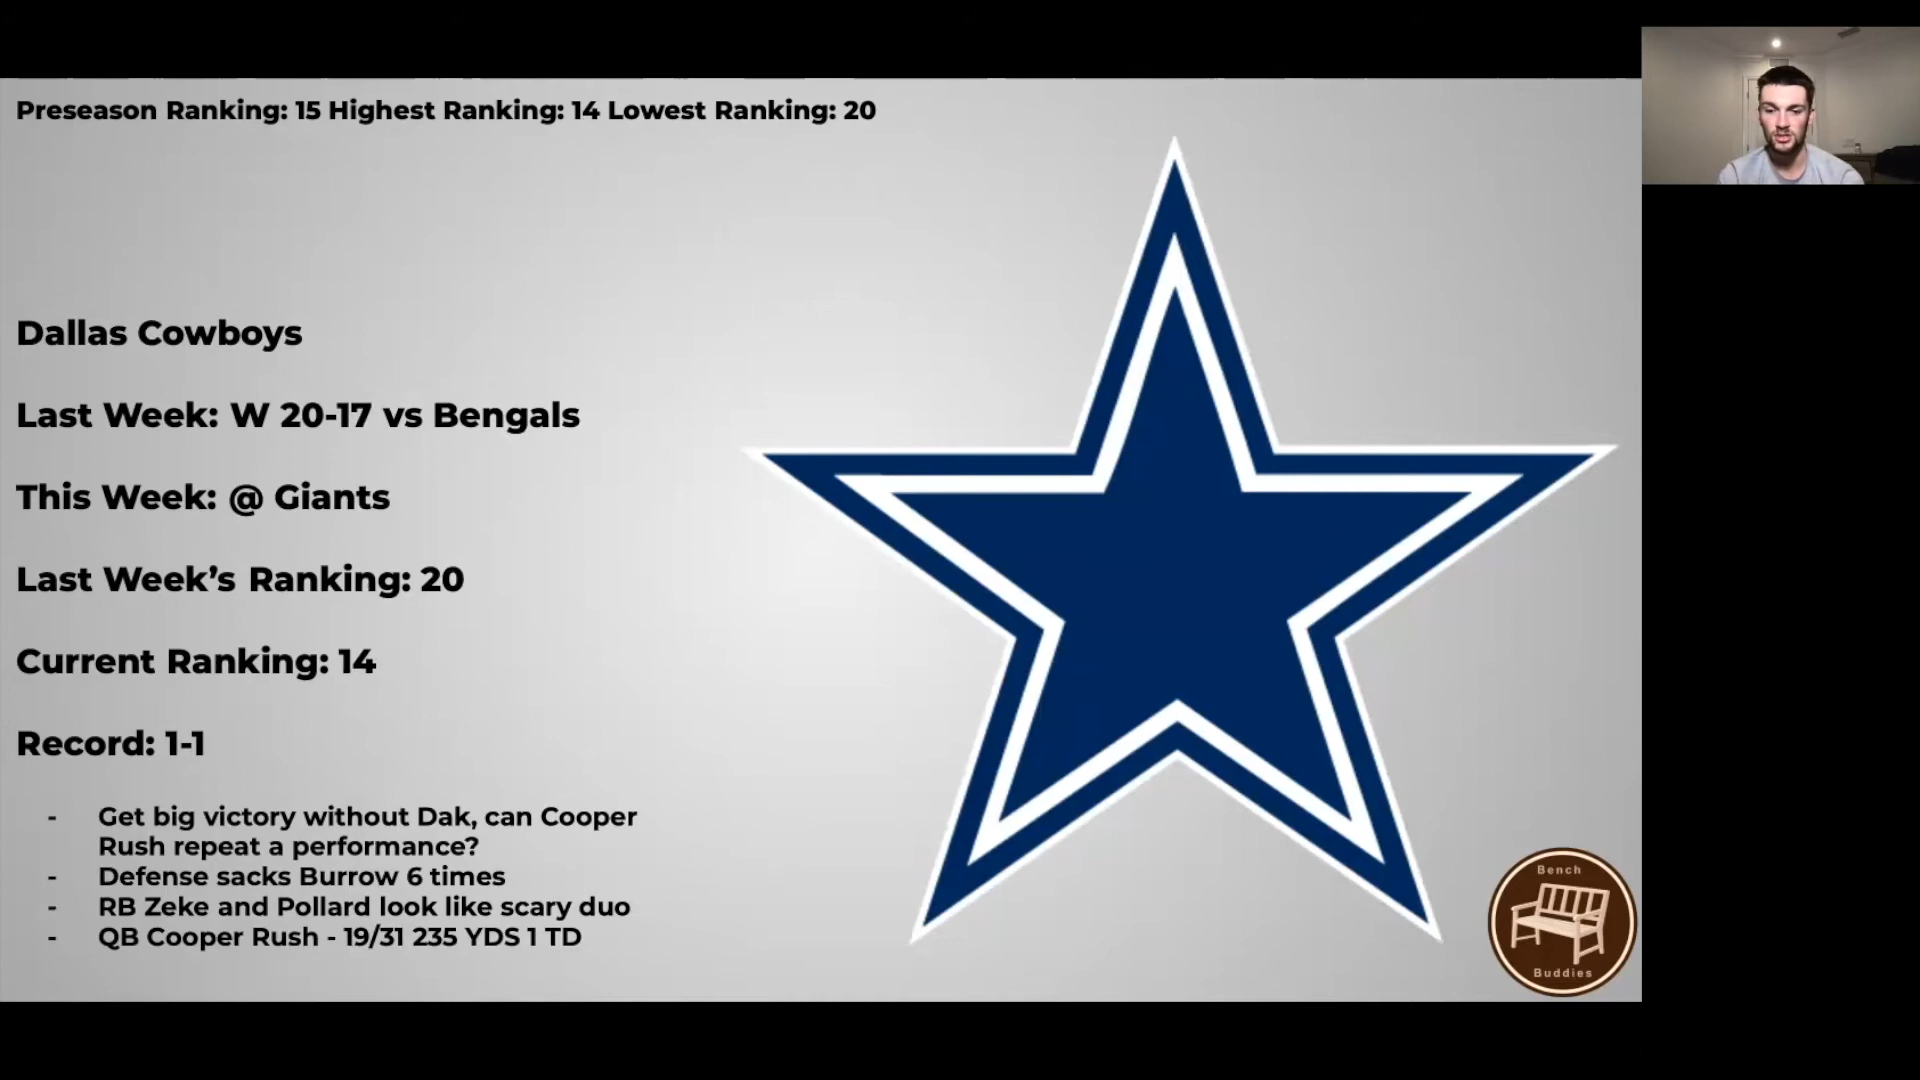 Preseason Ranking: 15 Highest Ranking: 14 Lowest Ranking: 20
Dallas Cowboys
Last Week: W 20-17 vs Bengals
This Week: @ Giants
Last Week’s Ranking: 20
Current Ranking: 14
Record: 1-1
- Get big victory without Dak, can Cooper
Rush repeat a performance?
- Defense sacks Burrow 6 times
- RB Zeke and Pollard look like scary duo
- QB Cooper Rush - 19/31 235 YDS 1 TD
Bench
Buddies